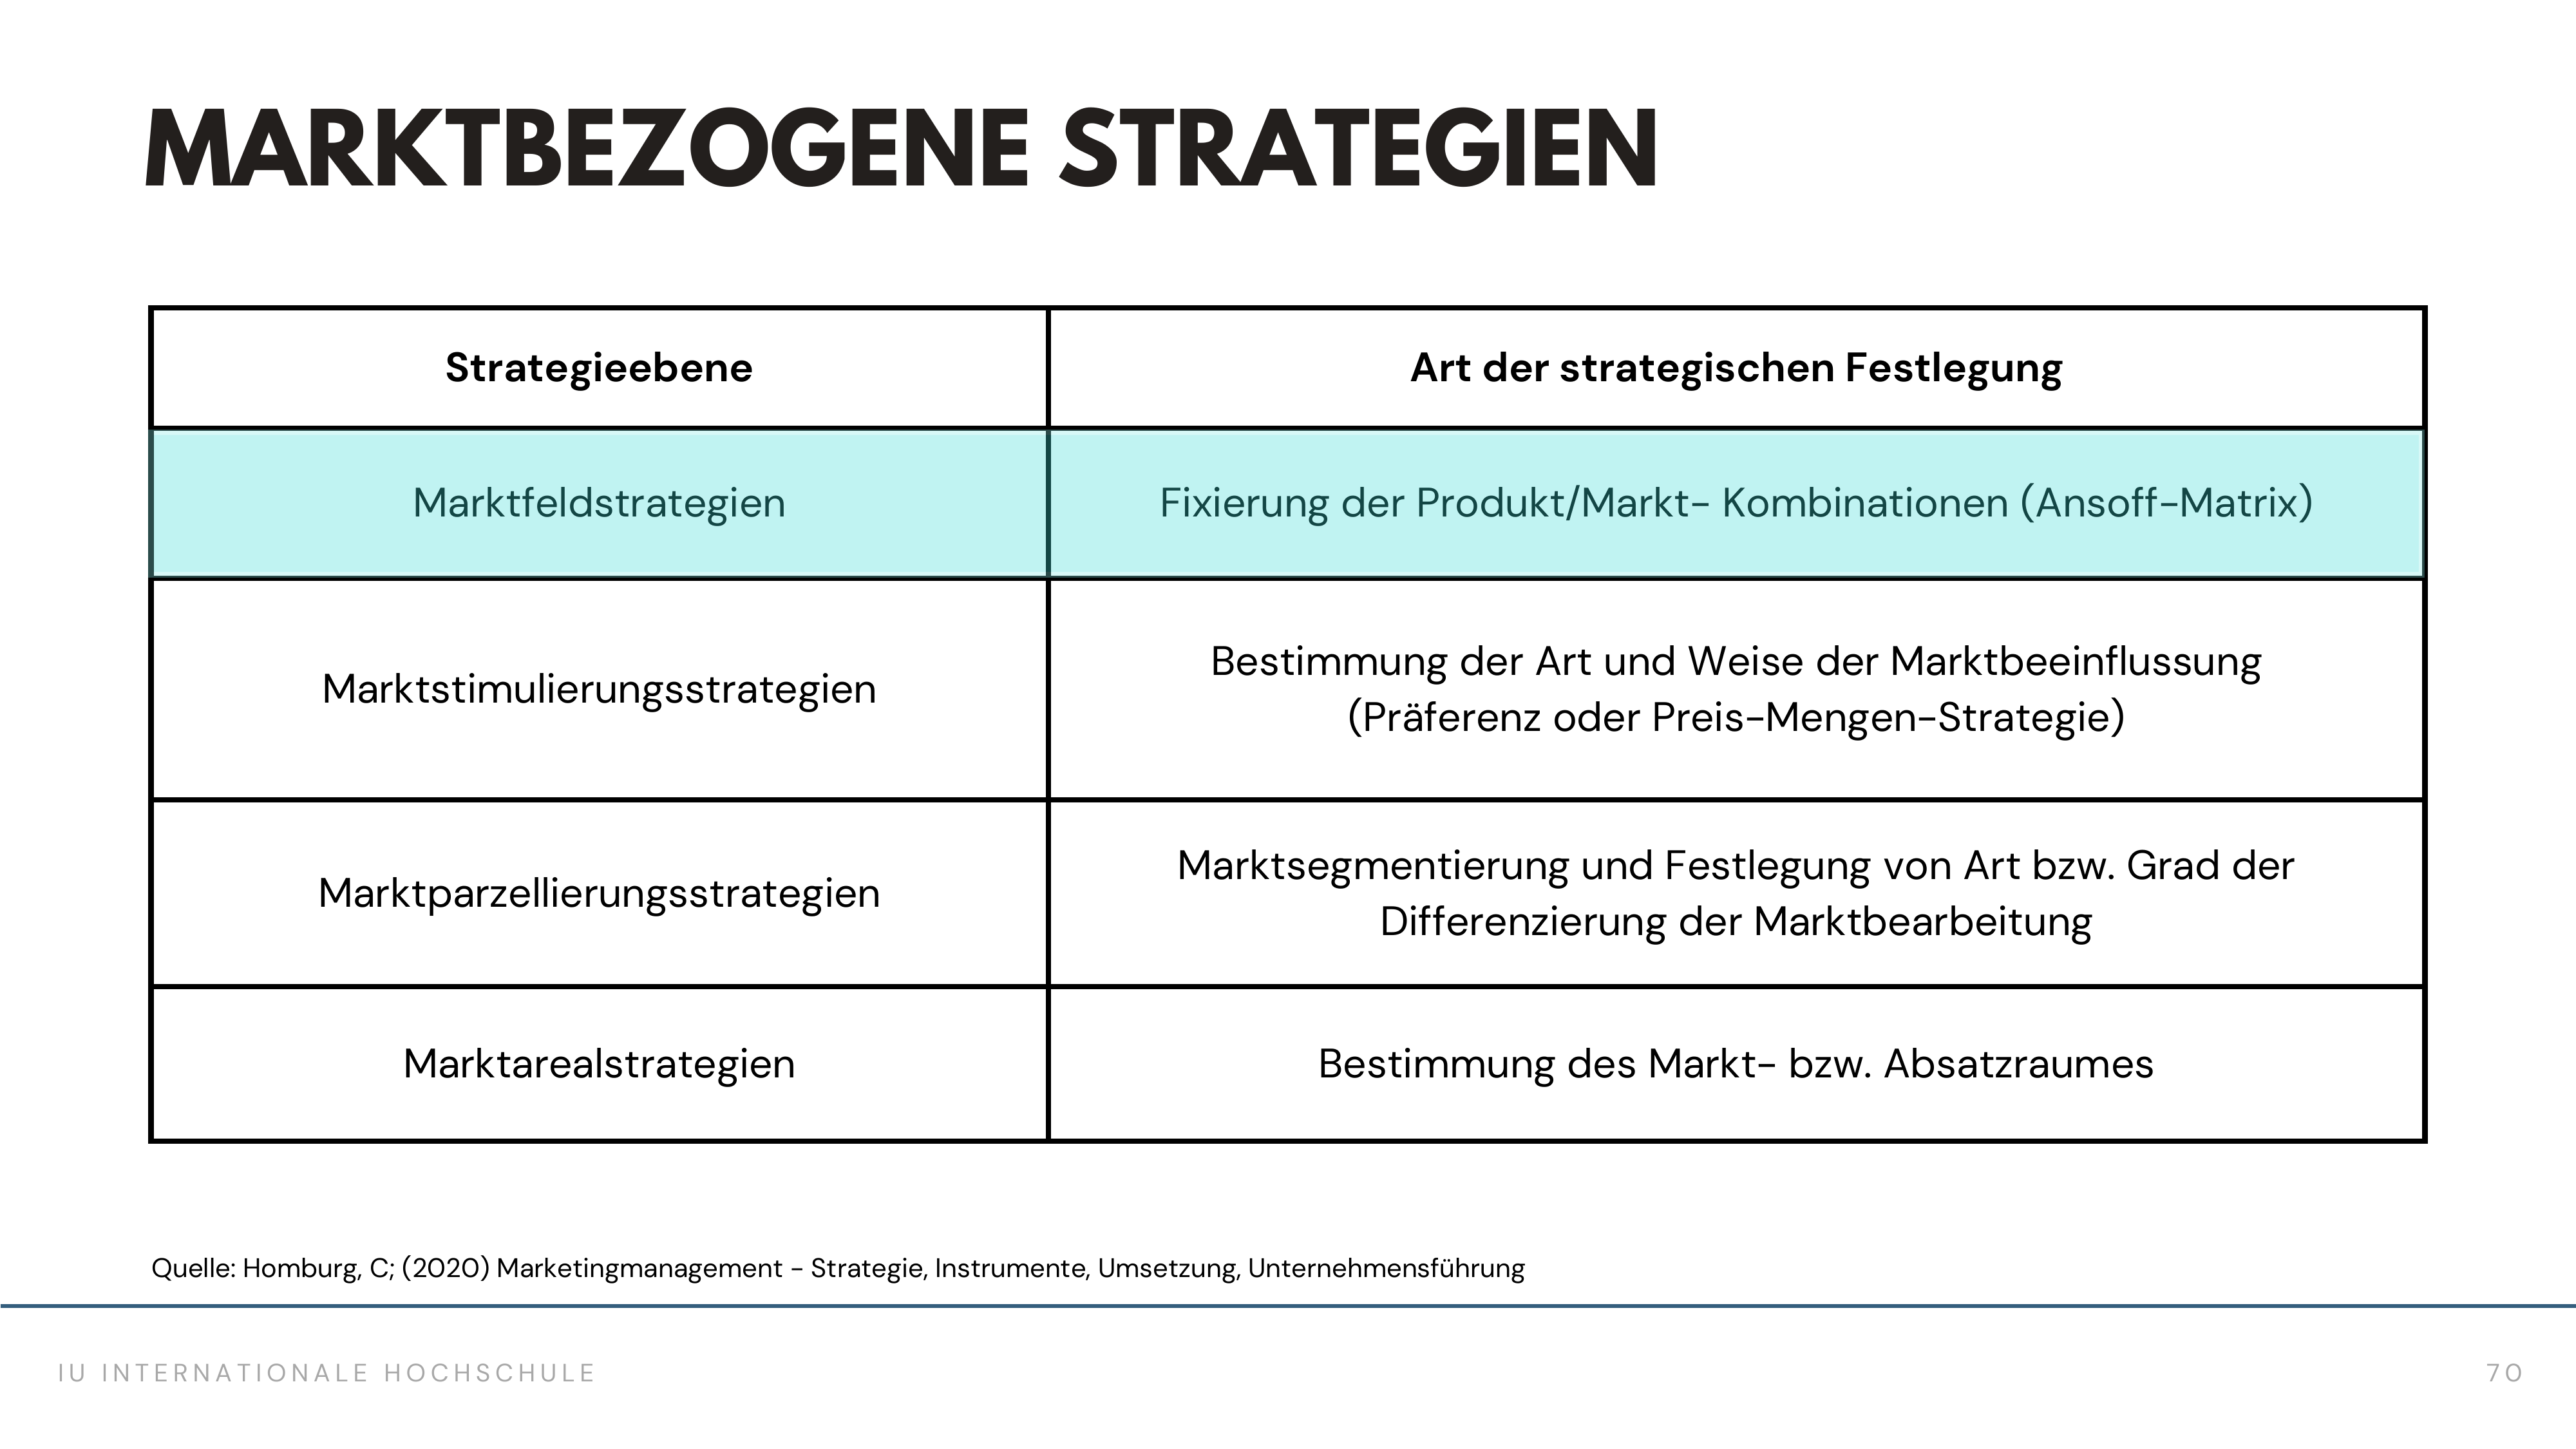 MARKTBEZOGENE STRATEGIEN
Strategieebene
Art der strategischen Festlegung
Marktfeldstrategien
Fixierung der Produkt/Markt- Kombinationen (Ansoff-Matrix)
Marktstimulierungsstrategien
Bestimmung der Art und Weise der Marktbeeinflussung
(Präferenz oder Preis-Mengen-Strategie)
Marktparzellierungsstrategien
Marktsegmentierung und Festlegung von Art bzw. Grad der
Differenzierung der Marktbearbeitung
Marktarealstrategien
Bestimmung des Markt- bzw. Absatzraumes
Quelle: Homburg, C; (2020) Marketingmanagement - Strategie, Instrumente, Umsetzung, Unternehmensführung
IU INTERNATIONALE HOCHSCHULE
70